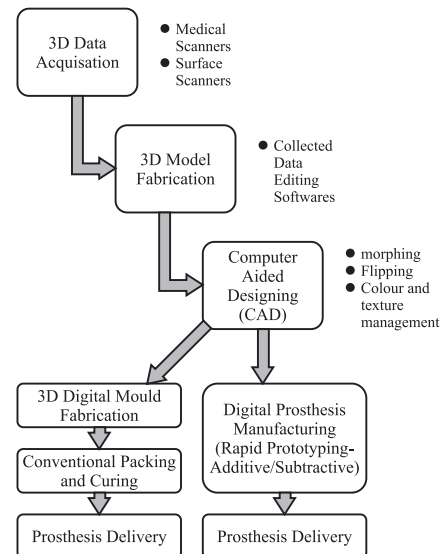 3D Data
Acquisation
● Medical
Scanners
● Surface
Scanners
3D Model
Fabrication
● Collected
Data
Editing
Softwares
Computer
Aided
Designing
(CAD)
● morphing
● Flipping
● Colour and
texture
management
3D Digital Mould
Fabrication
Digital Prosthesis
Manufacturing
(Rapid Prototyping-
Additive/Subtractive)
Conventional Packing
and Curing
Prosthesis Delivery
Prosthesis Delivery